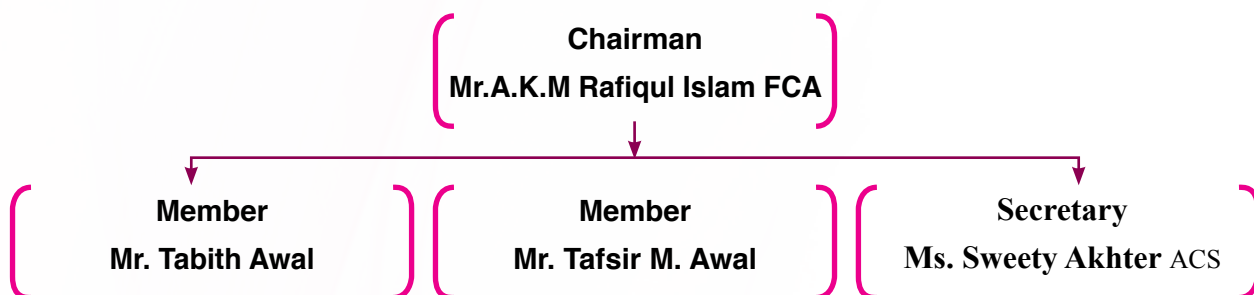 Chairman
Mr.A.K.M Rafiqul Islam FCA
Member
Mr. Tabith Awal
Member
Mr. Tafsir M. Awal
Secretary
Ms. Sweety Akhter ACS